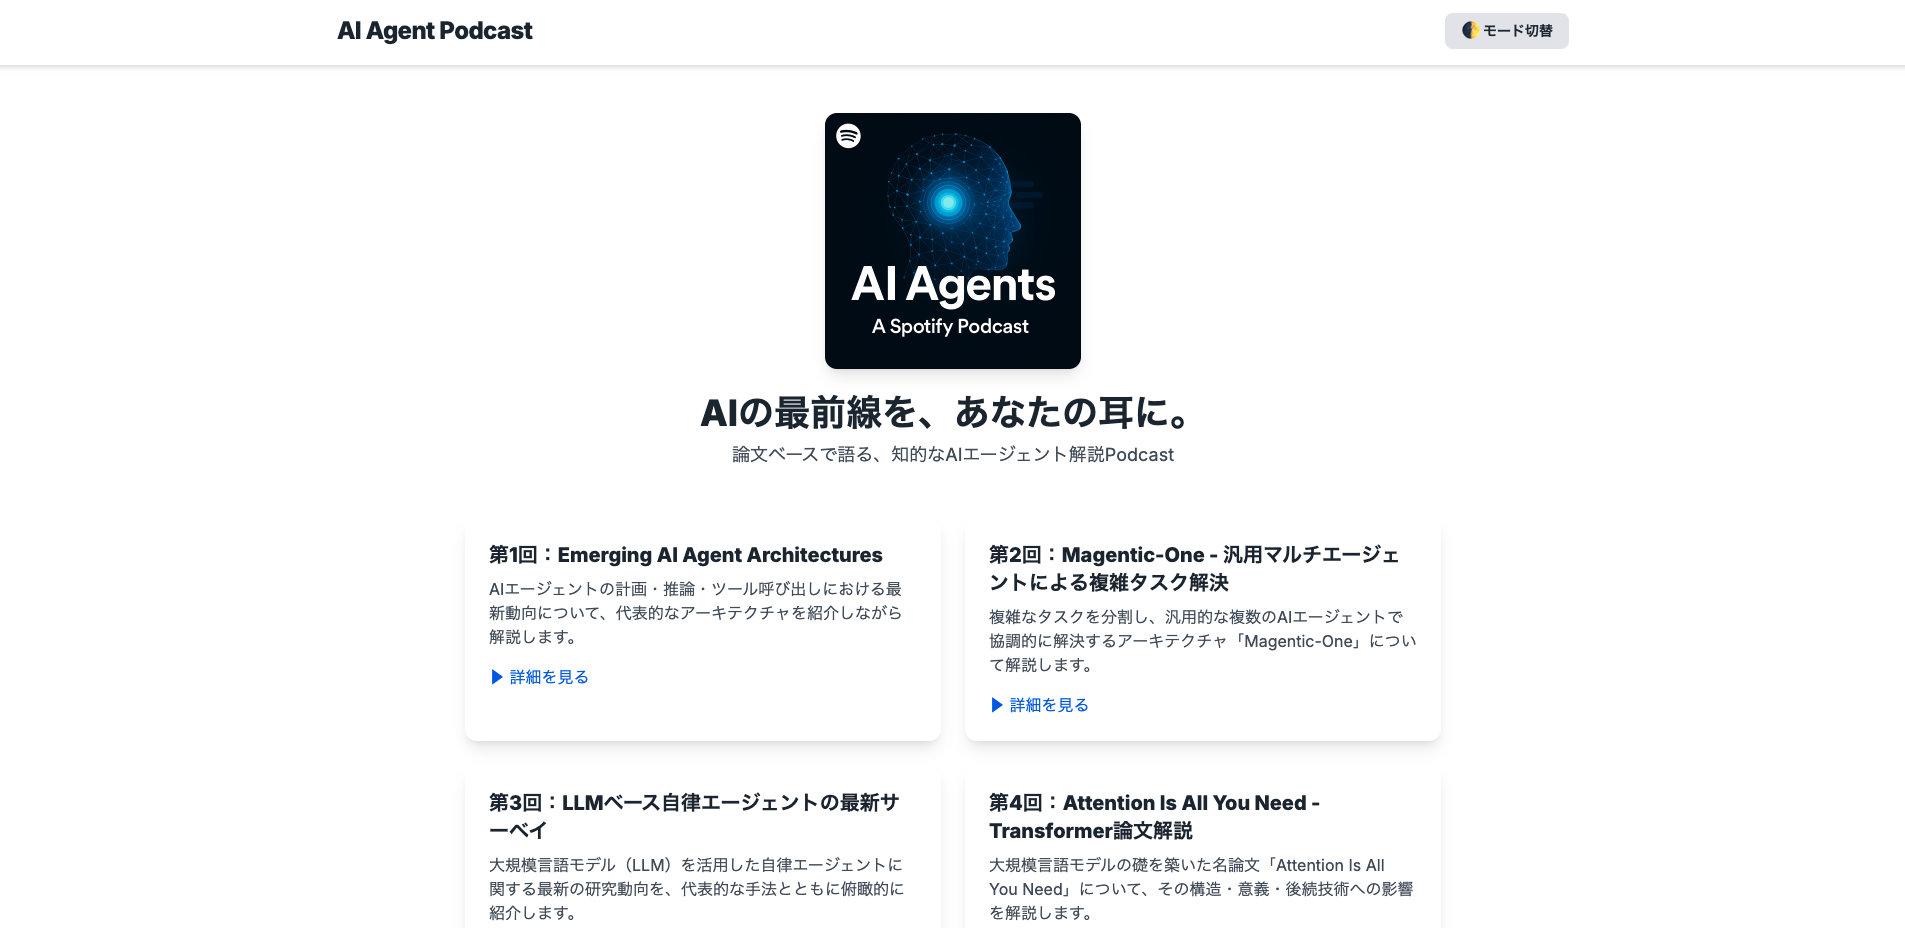 AI Agent Podcast
🌓 モード切替
AI Agents
A Spotify Podcast
AIの最前線を、あなたの耳に。
論文ベースで語る、知的なAIエージェント解説Podcast
第1回：Emerging AI Agent Architectures
AIエージェントの計画・推論・ツール呼び出しにおける最
新動向について、代表的なアーキテクチャを紹介しながら
解説します。
▶ 詳細を見る
第2回：Magentic-One - 汎用マルチエージェ
ントによる複雑タスク解決
複雑なタスクを分割し、汎用的な複数のAIエージェントで
協調的に解決するアーキテクチャ「Magentic-One」につい
て解説します。
▶ 詳細を見る
第3回：LLMベース自律エージェントの最新サ
ーベイ
大規模言語モデル（LLM）を活用した自律エージェントに
関する最新の研究動向を、代表的な手法とともに俯瞰的に
紹介します。
第4回：Attention Is All You Need -
Transformer論文解説
大規模言語モデルの礎を築いた名論文「Attention Is All
You Need」について、その構造・意義・後続技術への影響
を解説します。